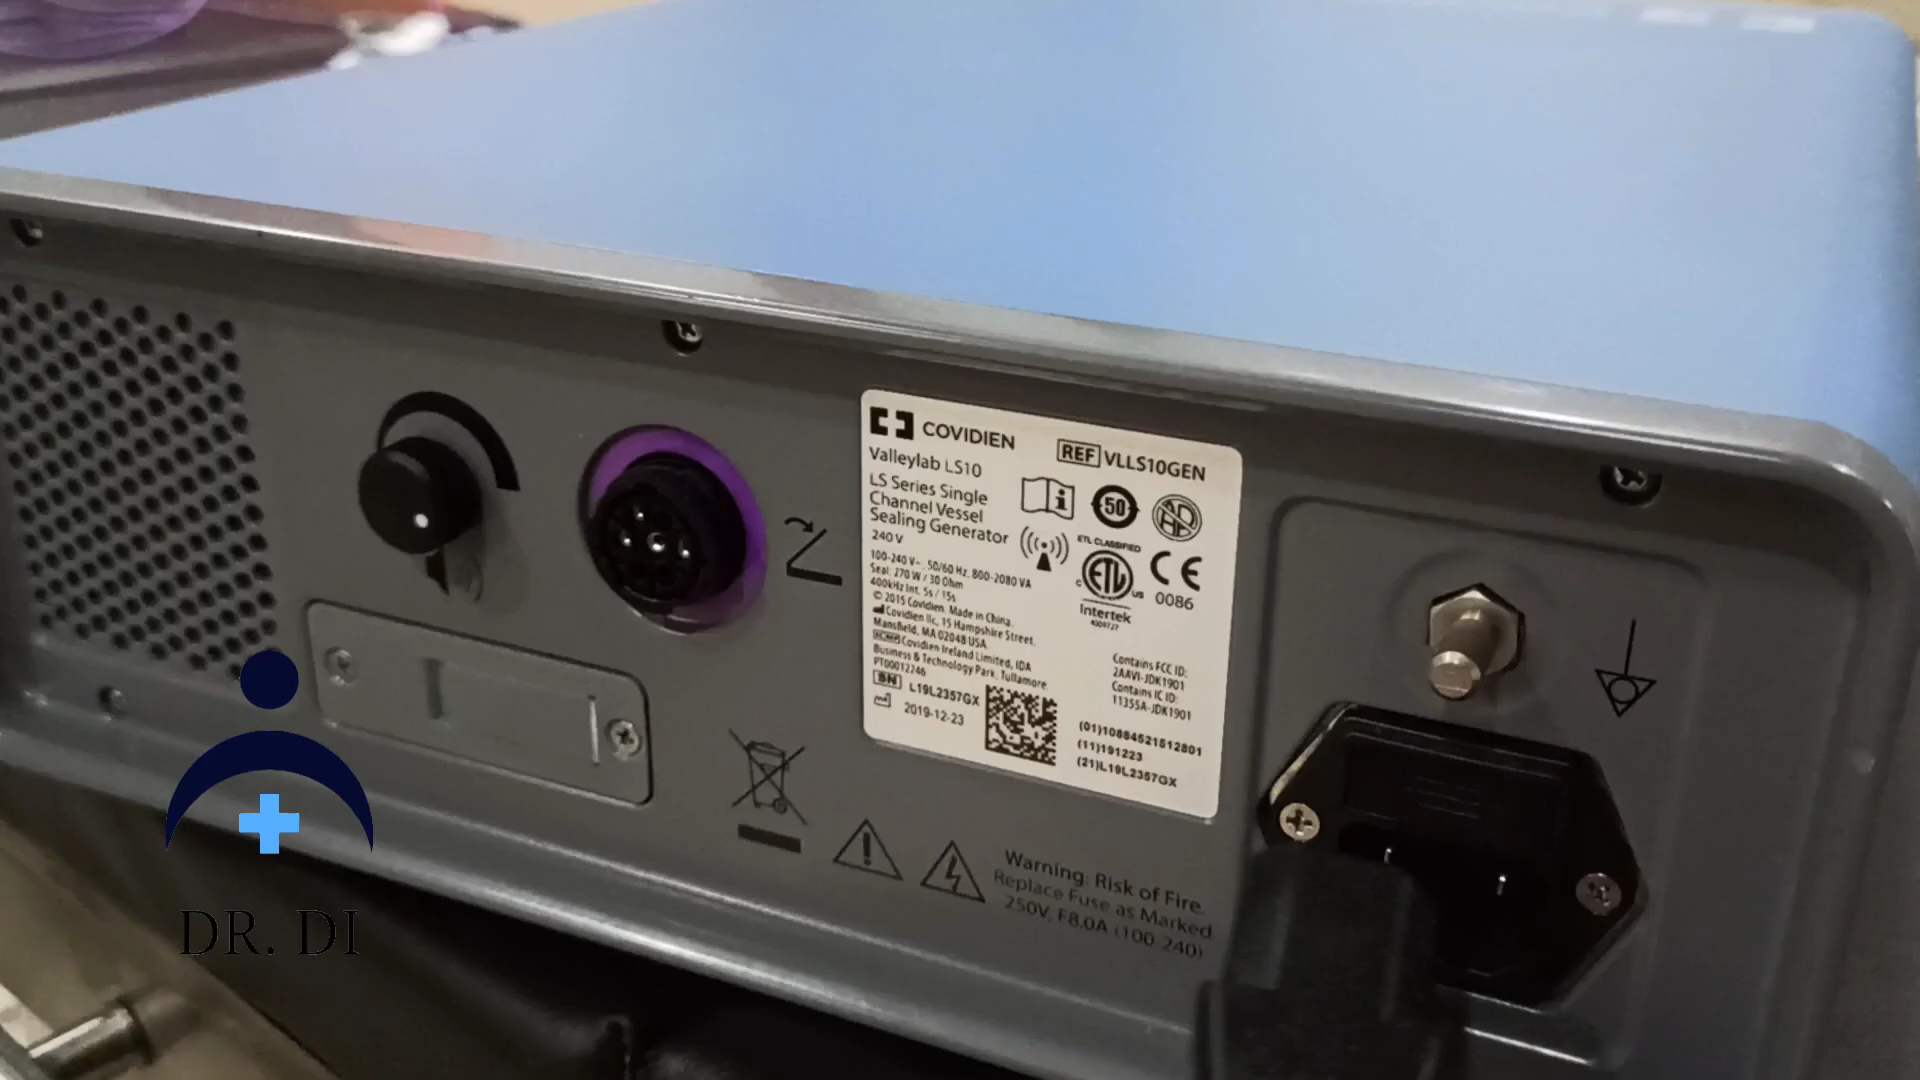 COVIDIEN
REF VLLS10GEN
Valleylab LS10
LS Series Single
Channel Vessel
Sealing Generator
240 V
100-240 V~, 50/60 Hz, 800-2080 VA
Seal: 270 W / 30 Ohm
400kHz Int. 5s / 15s
© 2015 Covidien. Made in China.
Covidien llc, 15 Hampshire Street,
Mansfield, MA 02048 USA.
Covidien Ireland Limited, IDA
Business & Technology Park, Tullamore
PT00012746
SN L19L2357GX
2019-12-23
50
ETL CLASSIFIED
ETL
C US
Intertek
CE
0086
Contains FCC ID:
2AAVI-JDK1901
Contains IC ID:
11355A-JDK1901
(01)10884521512801
(11)191223
(21)L19L2357GX
Warning: Risk of Fire.
Replace Fuse as Marked.
250V, F8.0A (100-240)
DR. DI